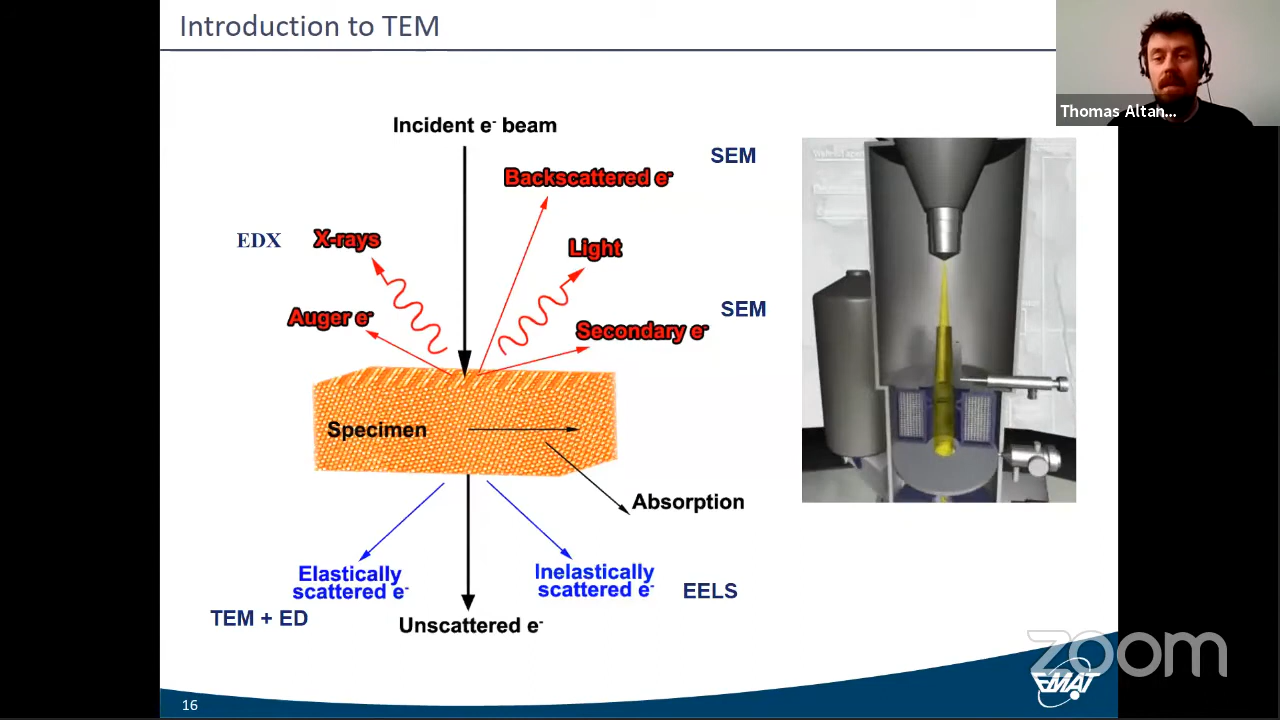 Introduction to TEM
Thomas Altan...
Incident e- beam
SEM
Backscattered e-
EDX
X-rays
Light
Auger e-
SEM
Secondary e-
Specimen
Absorption
Elastically
scattered e-
Inelastically
scattered e-
EELS
TEM + ED
Unscattered e-
zoom
EMAT
16